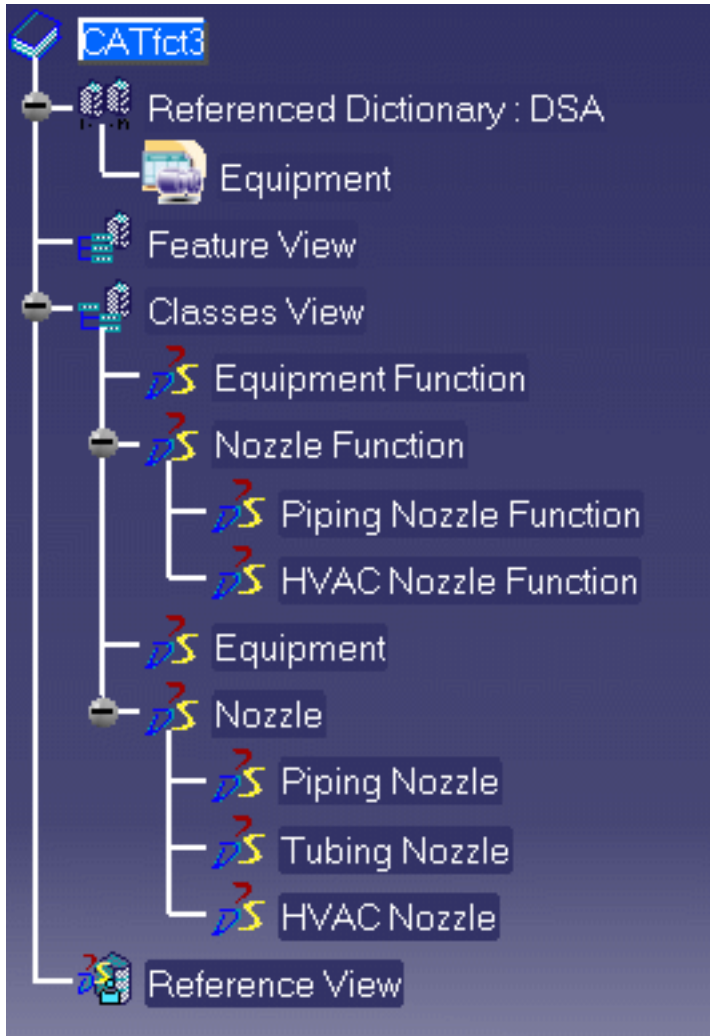 CATfct3
Referenced Dictionary : DSA
Equipment
Feature View
Classes View
Equipment Function
Nozzle Function
Piping Nozzle Function
HVAC Nozzle Function
Equipment
Nozzle
Piping Nozzle
Tubing Nozzle
HVAC Nozzle
Reference View